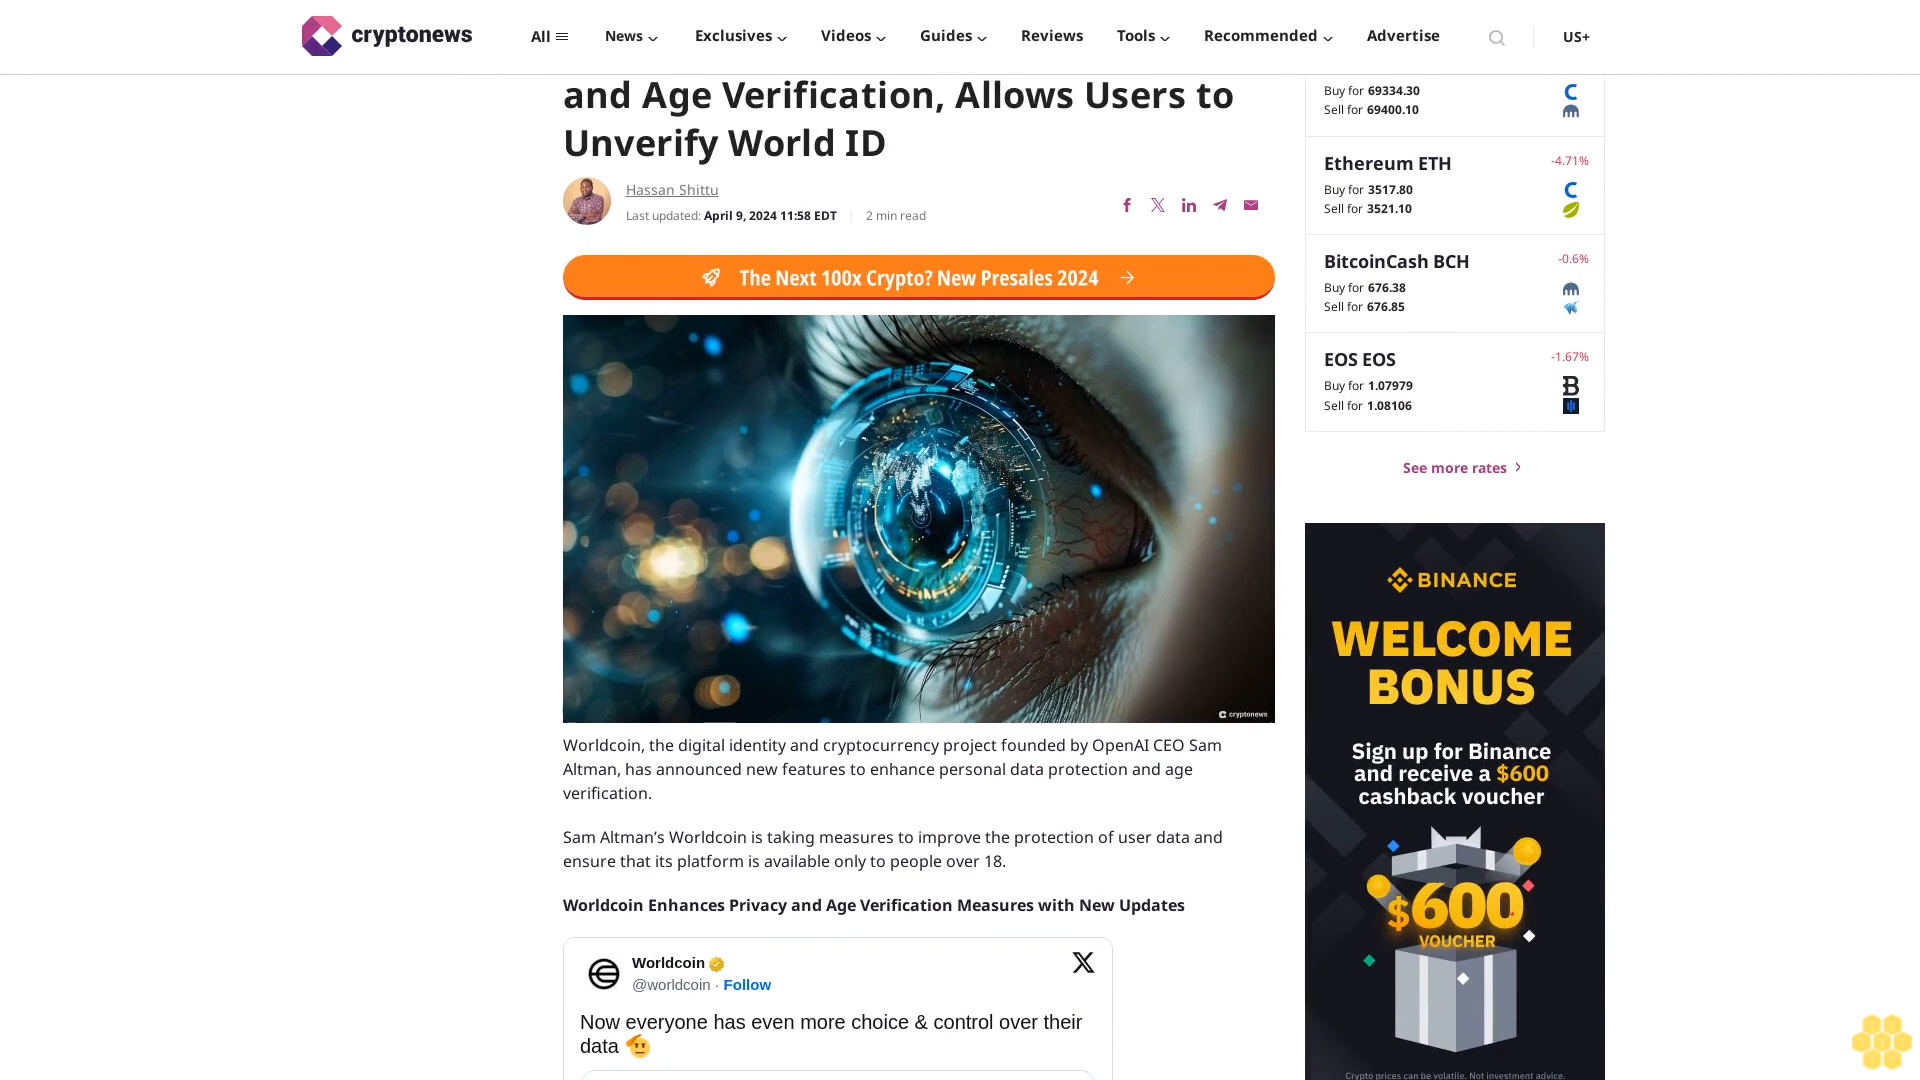 cryptonews
All
News
Exclusives
Videos
Guides
Reviews
Tools
Recommended
Advertise
US+
and Age Verification, Allows Users to
Unverify World ID
Hassan Shittu
Last updated: April 9, 2024 11:58 EDT
2 min read
The Next 100x Crypto? New Presales 2024
cryptonews
Worldcoin, the digital identity and cryptocurrency project founded by OpenAI CEO Sam
Altman, has announced new features to enhance personal data protection and age
verification.
Sam Altman’s Worldcoin is taking measures to improve the protection of user data and
ensure that its platform is available only to people over 18.
Worldcoin Enhances Privacy and Age Verification Measures with New Updates
Worldcoin
@worldcoin · Follow
Now everyone has even more choice & control over their
data
Buy for 69334.30
Sell for 69400.10
Ethereum ETH
-4.71%
Buy for 3517.80
Sell for 3521.10
BitcoinCash BCH
-0.6%
Buy for 676.38
Sell for 676.85
EOS EOS
-1.67%
Buy for 1.07979
Sell for 1.08106
See more rates
BINANCE
WELCOME
BONUS
Sign up for Binance
and receive a $600
cashback voucher
$600
VOUCHER
Crypto prices can be volatile. Not investment advice.